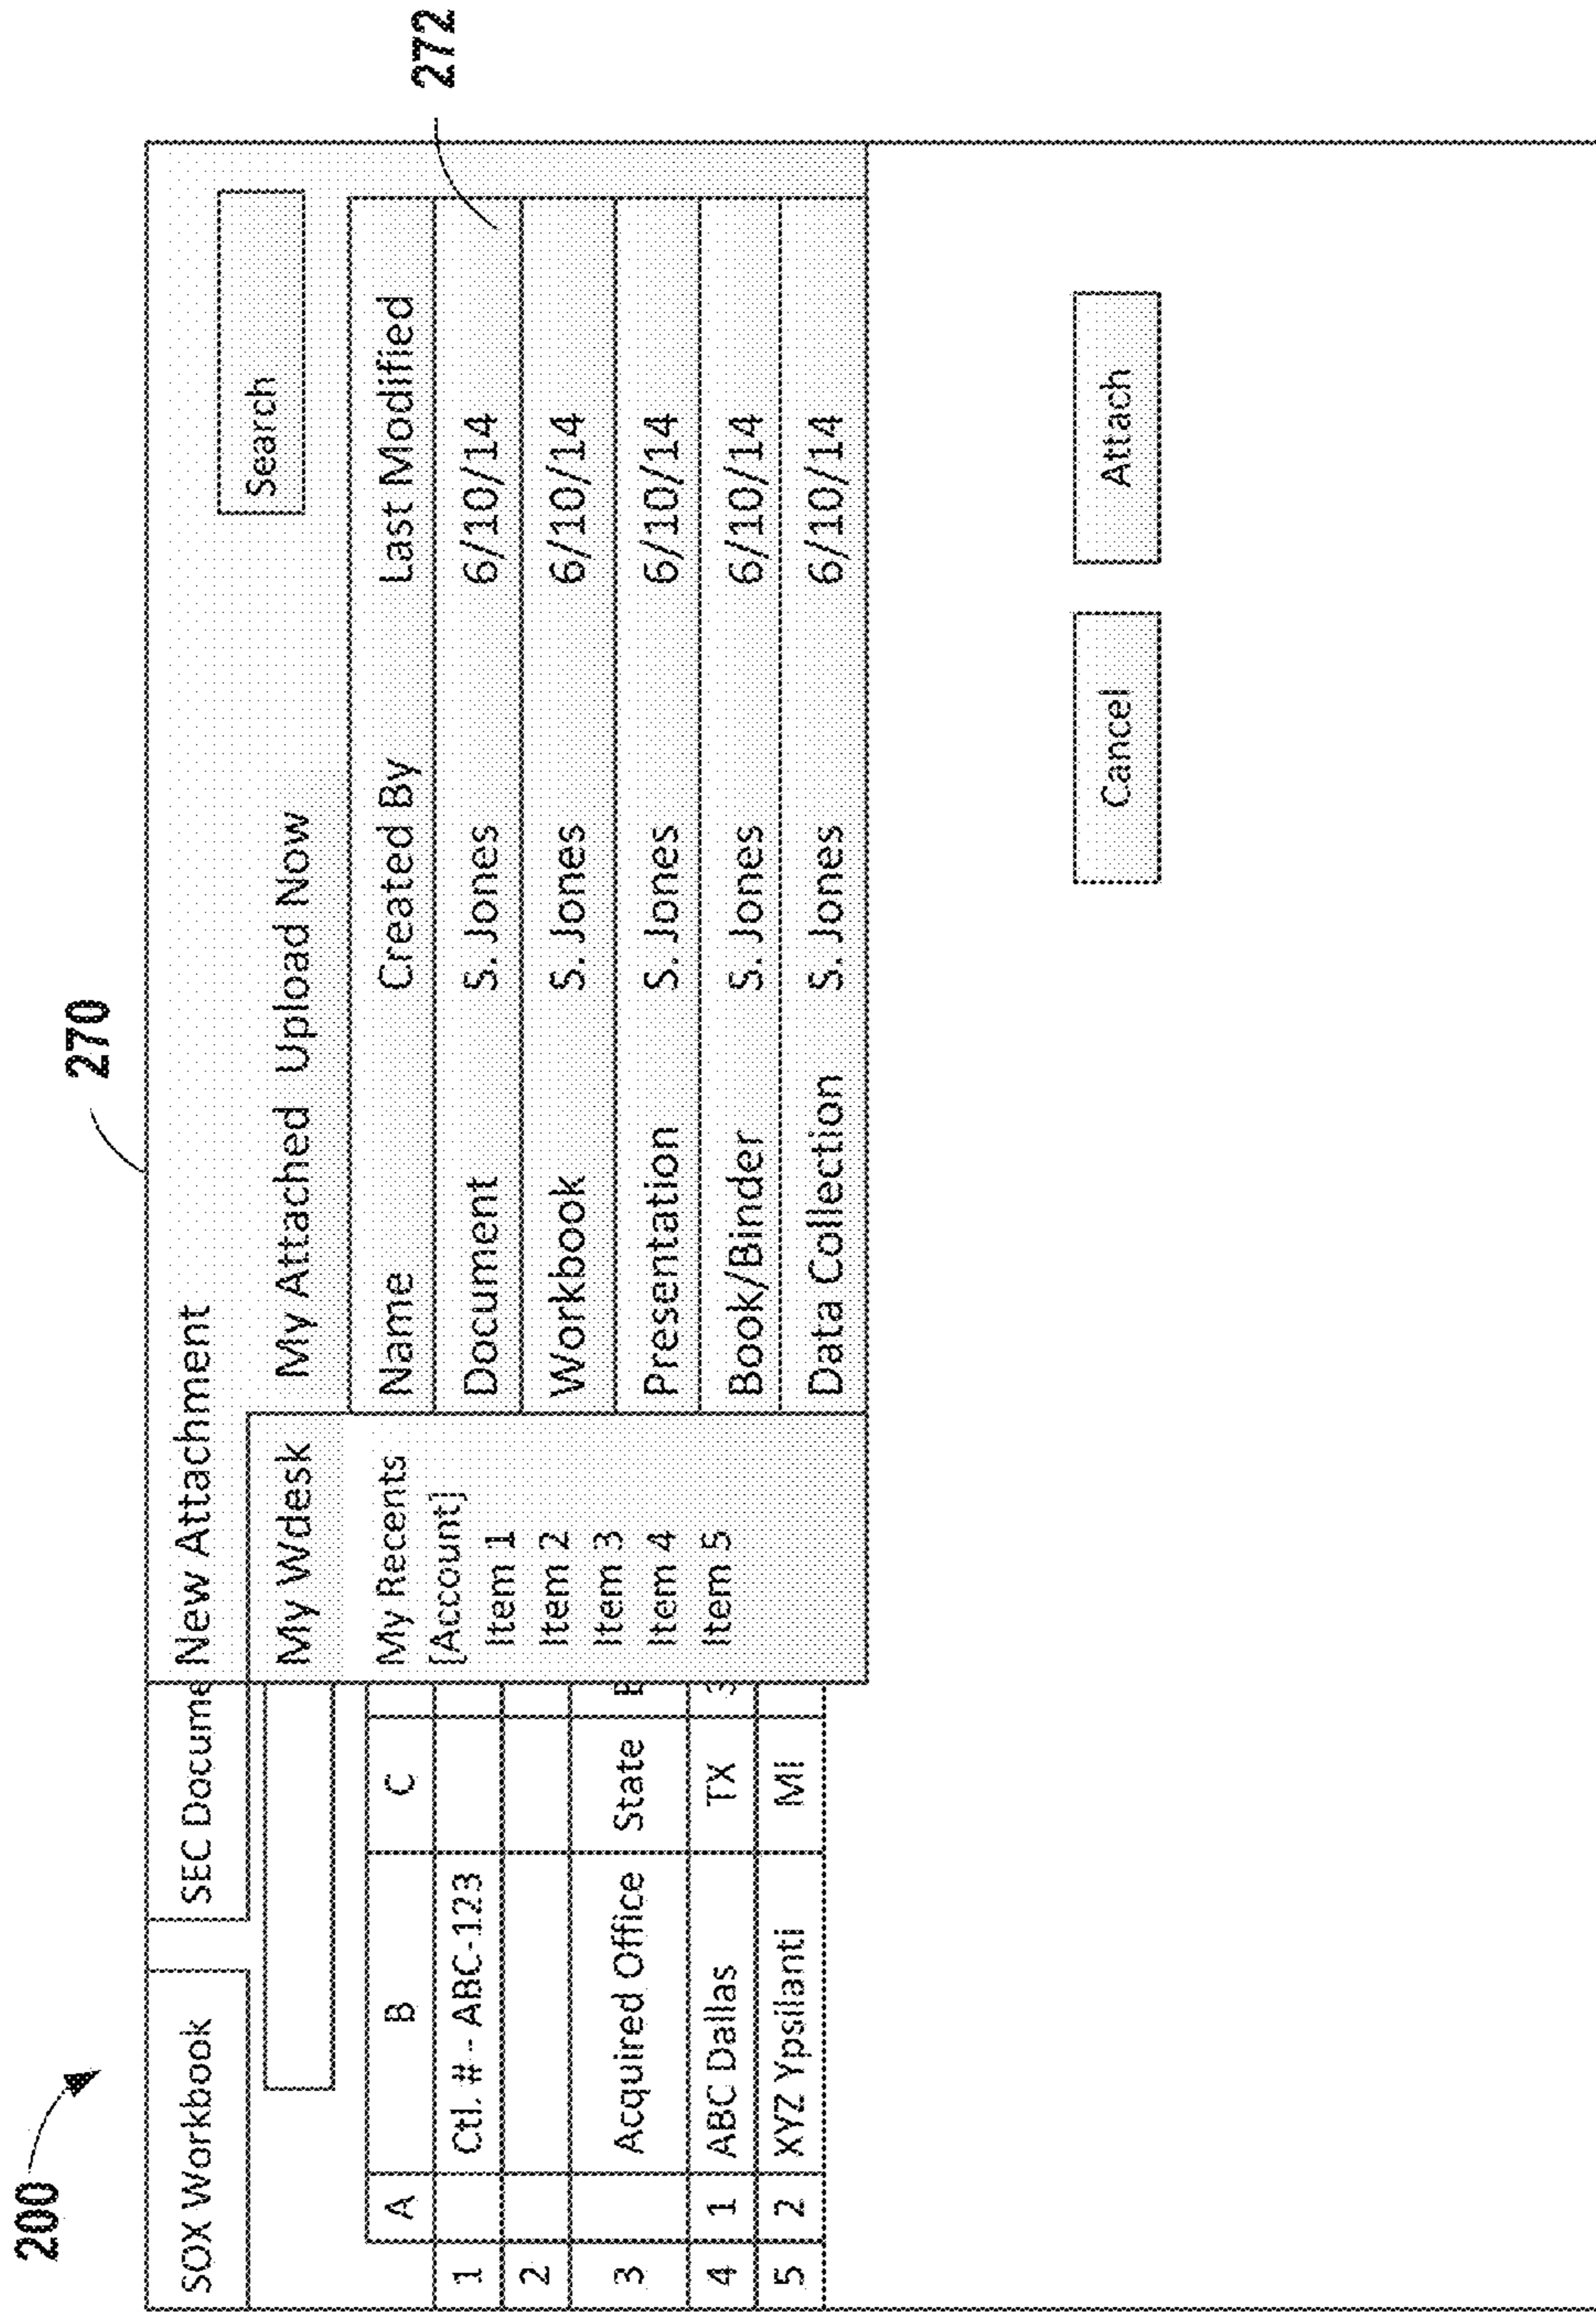 200
270
272
SOX Workbook
SEC Docume
New Attachment
Search
My Wdesk
My Attached Upload Now
A B C
1 Ctl. # - ABC-123
2
3 Acquired Office State
4 1 ABC Dallas TX
5 2 XYZ Ypsilanti MI
My Recents
[Account]
Item 1
Item 2
Item 3
Item 4
Item 5
Name Created By Last Modified
Document S. Jones 6/10/14
Workbook S. Jones 6/10/14
Presentation S. Jones 6/10/14
Book/Binder S. Jones 6/10/14
Data Collection S. Jones 6/10/14
Cancel Attach